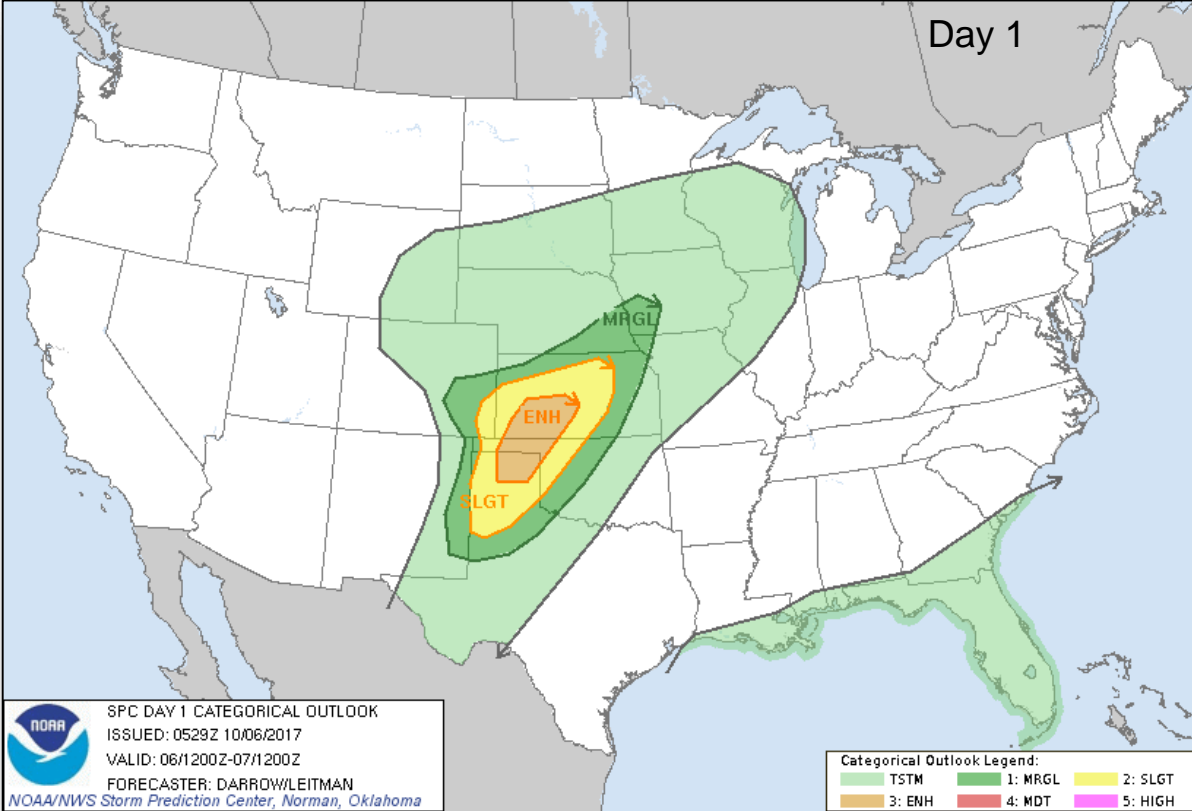 Day 1
MRGL
ENH
SLGT
NOAA
SPC DAY 1 CATEGORICAL OUTLOOK
ISSUED: 0529Z 10/06/2017
VALID: 06/1200Z-07/1200Z
FORECASTER: DARROW/LEITMAN
NOAA/NWS Storm Prediction Center, Norman, Oklahoma
Categorical Outlook Legend:
TSTM 1: MRGL 2: SLGT
3: ENH 4: MDT 5: HIGH